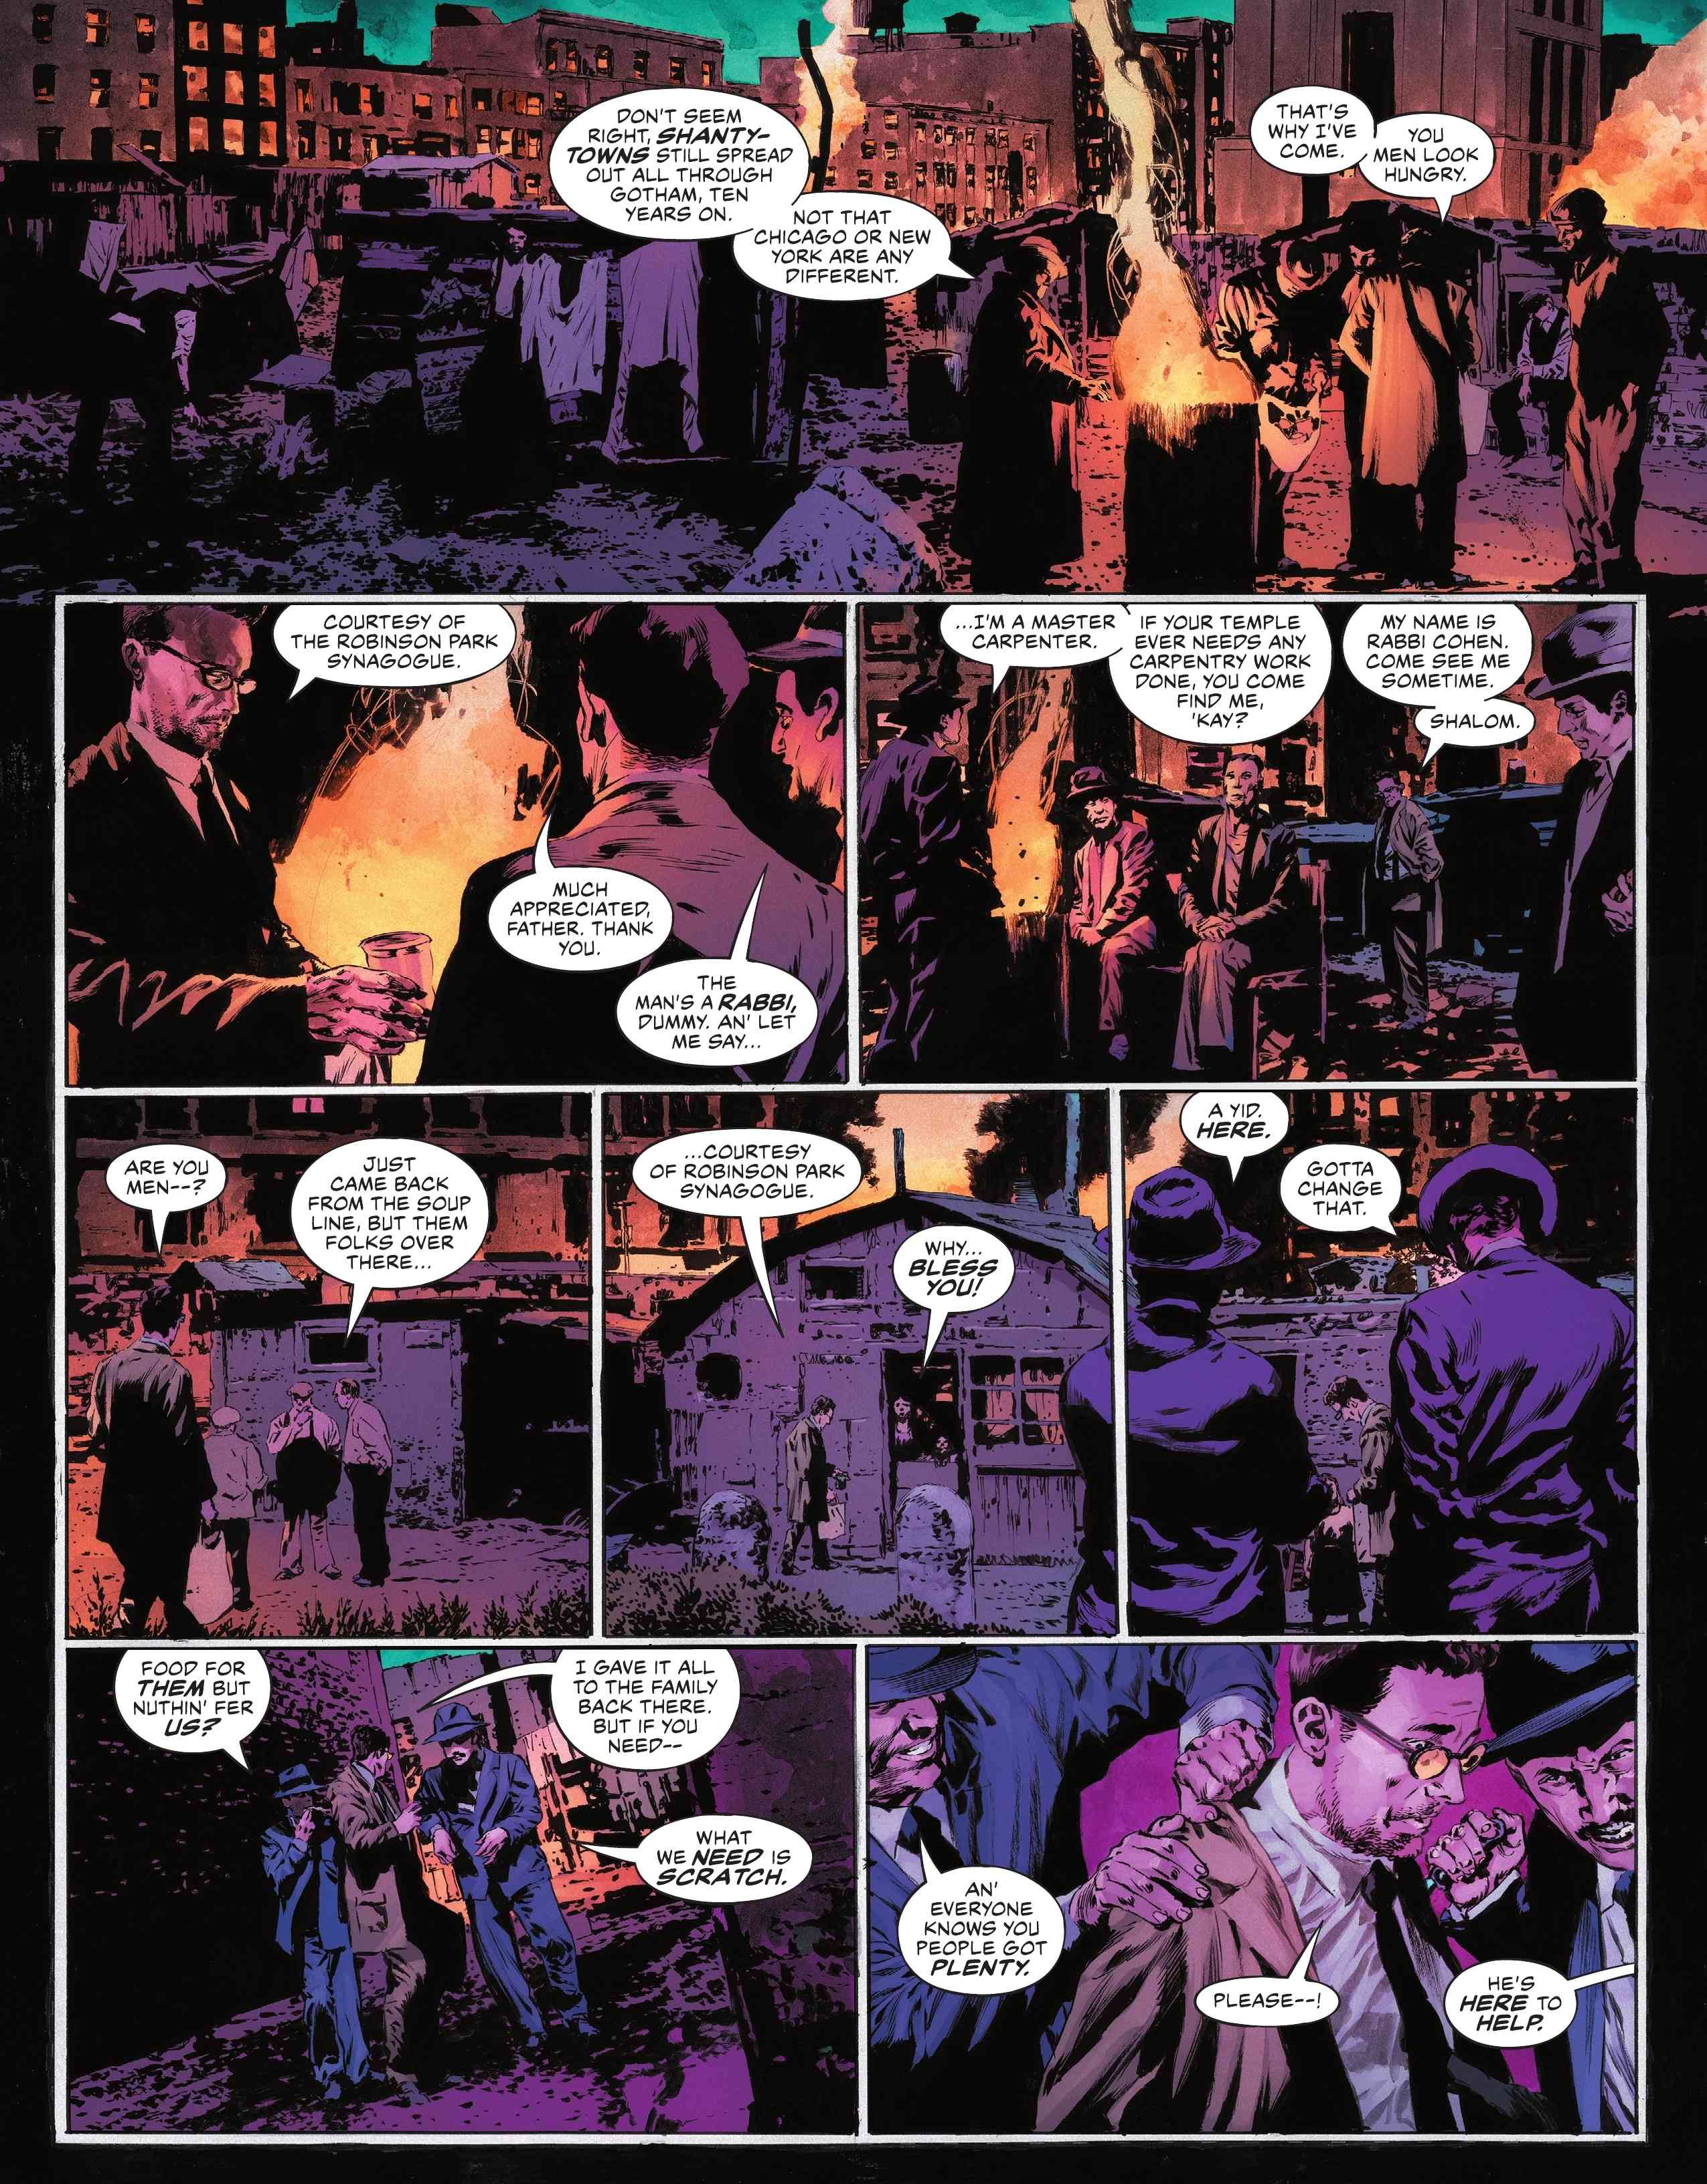 DON'T SEEM
RIGHT, SHANTY-
TOWNS STILL SPREAD
OUT ALL THROUGH
GOTHAM, TEN
YEARS ON.
NOT THAT
CHICAGO OR NEW
YORK ARE ANY
DIFFERENT.
THAT'S
WHY I'VE
COME.
YOU
MEN LOOK
HUNGRY.
COURTESY OF
THE ROBINSON PARK
SYNAGOGUE.
MUCH
APPRECIATED,
FATHER. THANK
YOU.
THE
MAN'S A RABBI,
DUMMY. AN' LET
ME SAY...
...I'M A MASTER
CARPENTER.
IF YOUR TEMPLE
EVER NEEDS ANY
CARPENTRY WORK
DONE, YOU COME
FIND ME,
'KAY?
MY NAME IS
RABBI COHEN.
COME SEE ME
SOMETIME.
SHALOM.
ARE YOU
MEN--?
JUST
CAME BACK
FROM THE SOUP
LINE, BUT THEM
FOLKS OVER
THERE...
...COURTESY
OF ROBINSON PARK
SYNAGOGUE.
WHY...
BLESS
YOU!
A YID.
HERE.
GOTTA
CHANGE
THAT.
FOOD FOR
THEM BUT
NUTHIN' FER
US?
I GAVE IT ALL
TO THE FAMILY
BACK THERE.
BUT IF YOU
NEED--
WHAT
WE NEED IS
SCRATCH.
AN'
EVERYONE
KNOWS YOU
PEOPLE GOT
PLENTY.
PLEASE--!
HE'S
HERE TO
HELP.